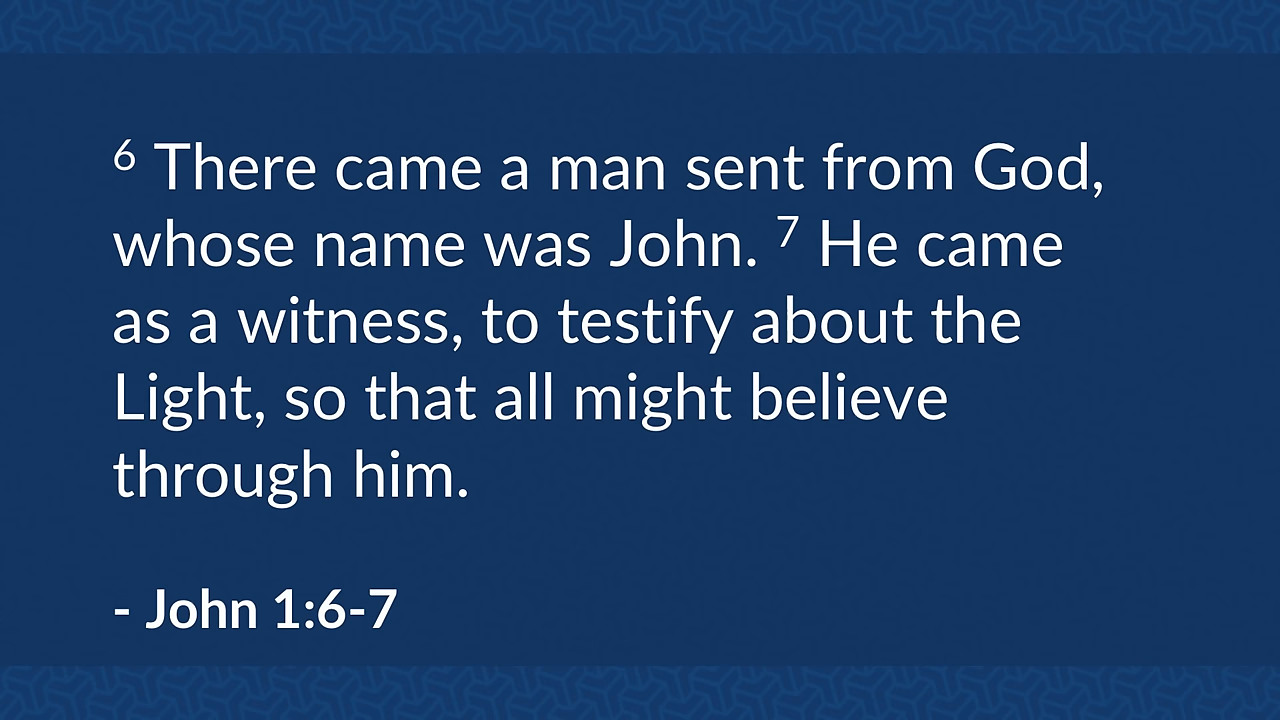 ⁶ There came a man sent from God,
whose name was John. ⁷ He came
as a witness, to testify about the
Light, so that all might believe
through him.
- John 1:6-7